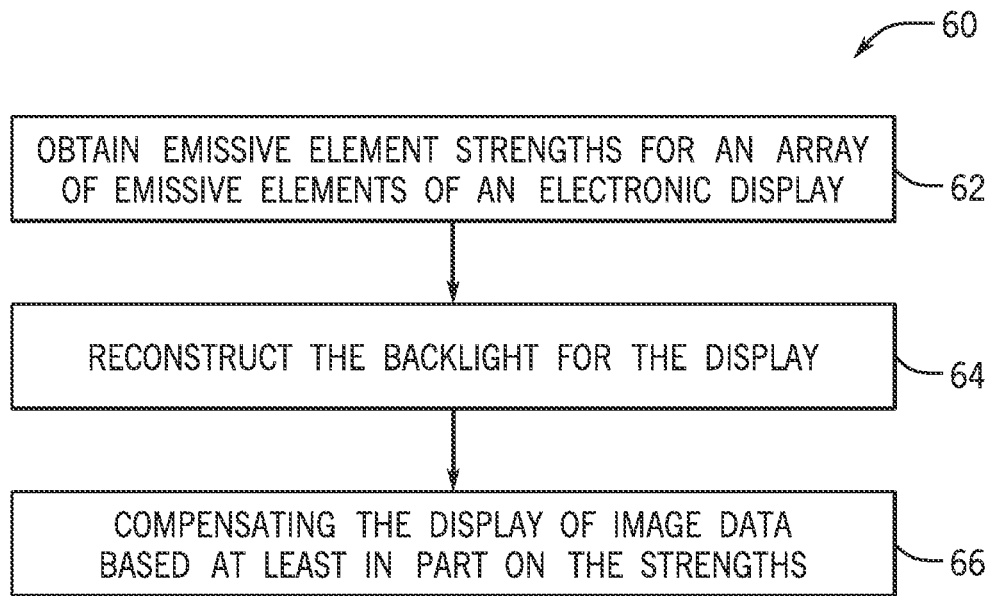 60
OBTAIN EMISSIVE ELEMENT STRENGTHS FOR AN ARRAY
OF EMISSIVE ELEMENTS OF AN ELECTRONIC DISPLAY
62
RECONSTRUCT THE BACKLIGHT FOR THE DISPLAY
64
COMPENSATING THE DISPLAY OF IMAGE DATA
BASED AT LEAST IN PART ON THE STRENGTHS
66